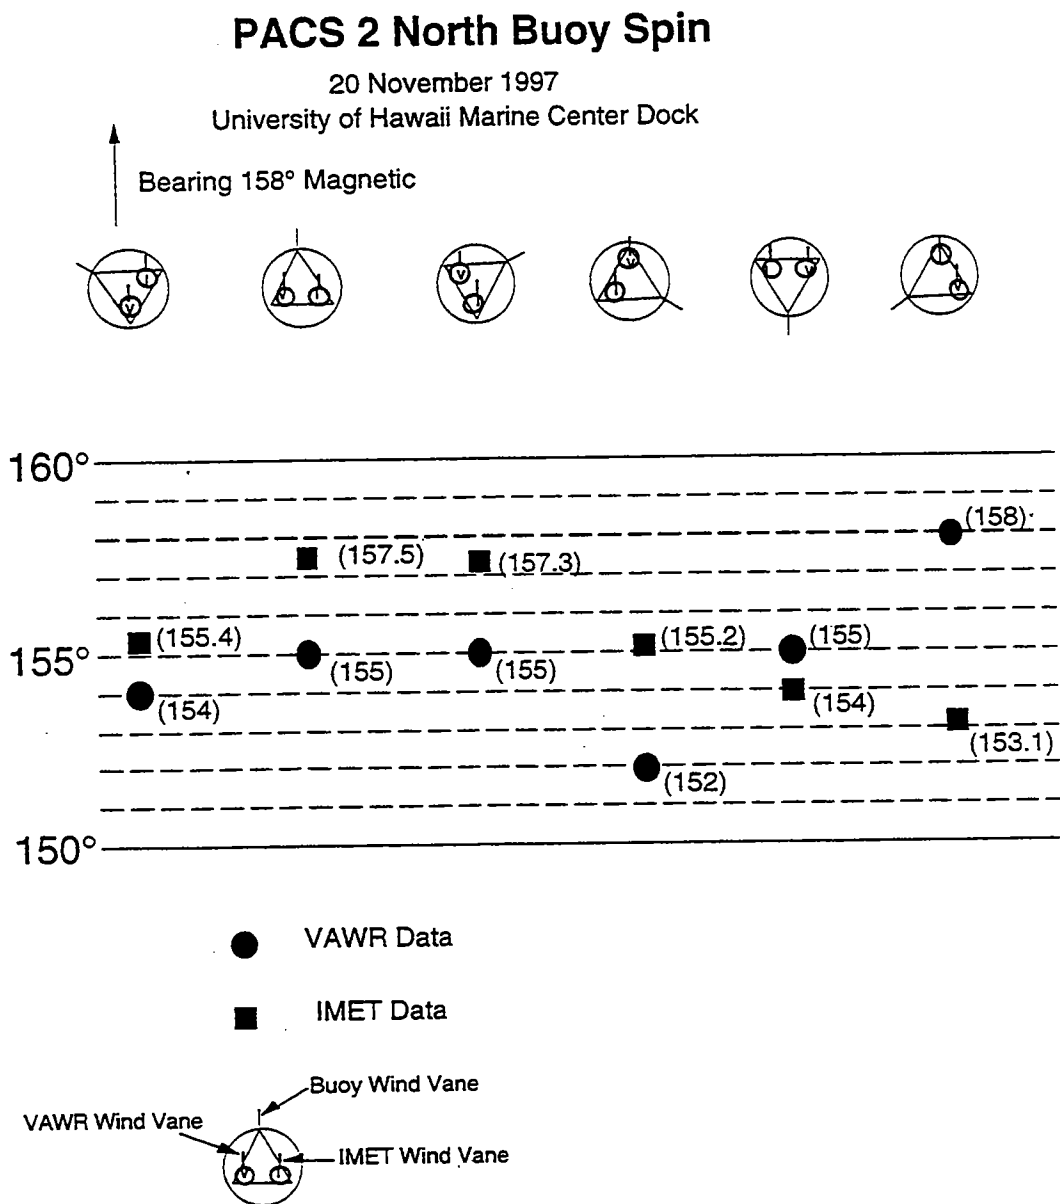 PACS 2 North Buoy Spin
20 November 1997
University of Hawaii Marine Center Dock
Bearing 158° Magnetic
V I
V I
V I
V I
I V
I V
160°
(158)
(157.5)
(157.3)
(155.4)
(155.2)
(155)
155°
(155)
(155)
(154)
(154)
(153.1)
(152)
150°
VAWR Data
IMET Data
Buoy Wind Vane
VAWR Wind Vane
IMET Wind Vane
V I